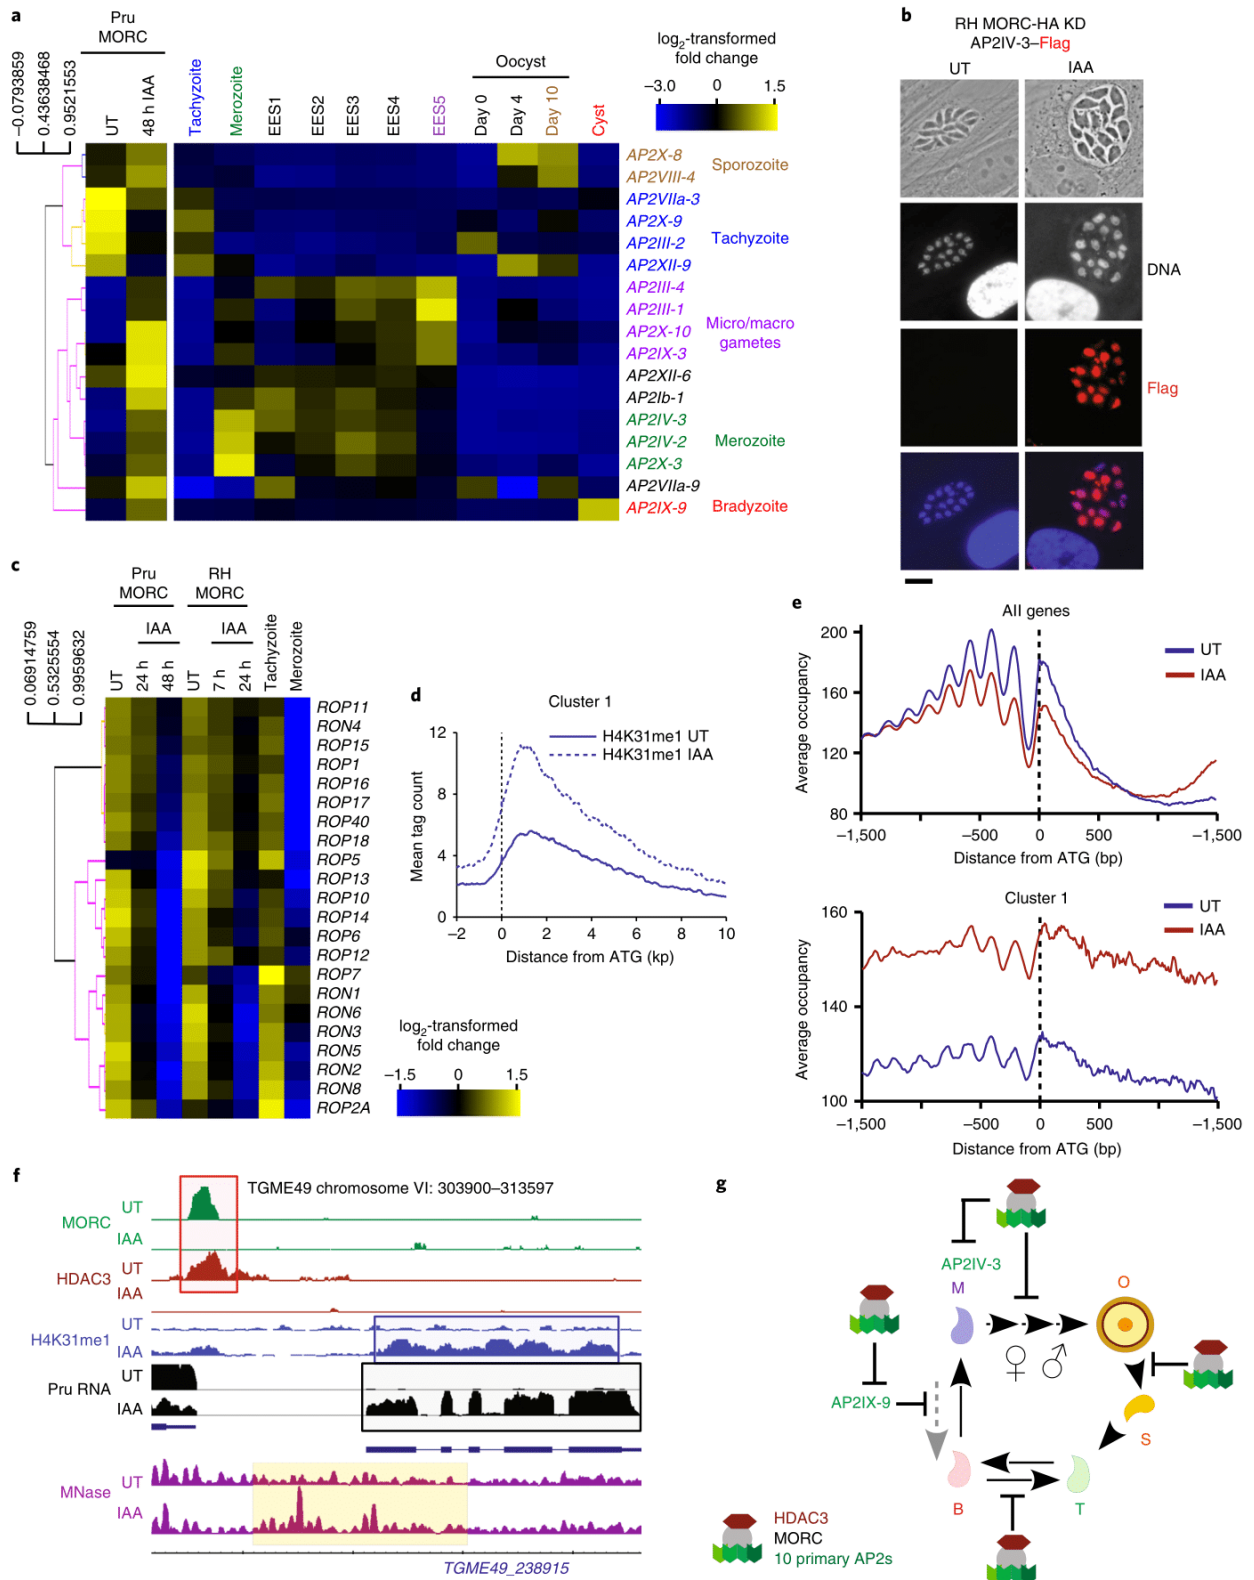 a
Pru
MORC
−0.0793859
0.43638468
0.9521553
UT
48 h IAA
Tachyzoite
Merozoite
EES1
EES2
EES3
EES4
EES5
Oocyst
Day 0
Day 4
Day 10
Cyst
log2-transformed
fold change
−3.0 0 1.5
AP2X-8
AP2VIII-4
AP2VIIa-3
AP2X-9
AP2III-2
AP2XII-9
AP2III-4
AP2III-1
AP2X-10
AP2IX-3
AP2XII-6
AP2Ib-1
AP2IV-3
AP2IV-2
AP2X-3
AP2VIIa-9
AP2IX-9
Sporozoite
Tachyzoite
Micro/macro
gametes
Merozoite
Bradyzoite
b
RH MORC-HA KD
AP2IV-3–Flag
UT IAA
DNA
Flag
c
Pru
MORC
RH
MORC
IAA IAA
0.06914759
0.5325554
0.9959632
UT
24 h
48 h
UT
7 h
24 h
Tachyzoite
Merozoite
ROP11
RON4
ROP15
ROP1
ROP16
ROP17
ROP40
ROP18
ROP5
ROP13
ROP10
ROP14
ROP6
ROP12
ROP7
RON1
RON6
RON3
RON5
RON2
RON8
ROP2A
log2-transformed
fold change
−1.5 0 1.5
d
Cluster 1
H4K31me1 UT
H4K31me1 IAA
Mean tag count
12
8
4
0
−2 0 2 4 6 8 10
Distance from ATG (kp)
e
All genes
UT
IAA
Average occupancy
200
160
120
80
−1,500 −500 0 500 −1,500
Distance from ATG (bp)
Cluster 1
UT
IAA
Average occupancy
160
140
100
−1,500 −500 0 500 −1,500
Distance from ATG (bp)
f
TGME49 chromosome VI: 303900–313597
MORC
UT
IAA
HDAC3
UT
IAA
H4K31me1
UT
IAA
Pru RNA
UT
IAA
MNase
UT
IAA
TGME49_238915
g
AP2IV-3
M
O
AP2IX-9
S
B
T
HDAC3
MORC
10 primary AP2s